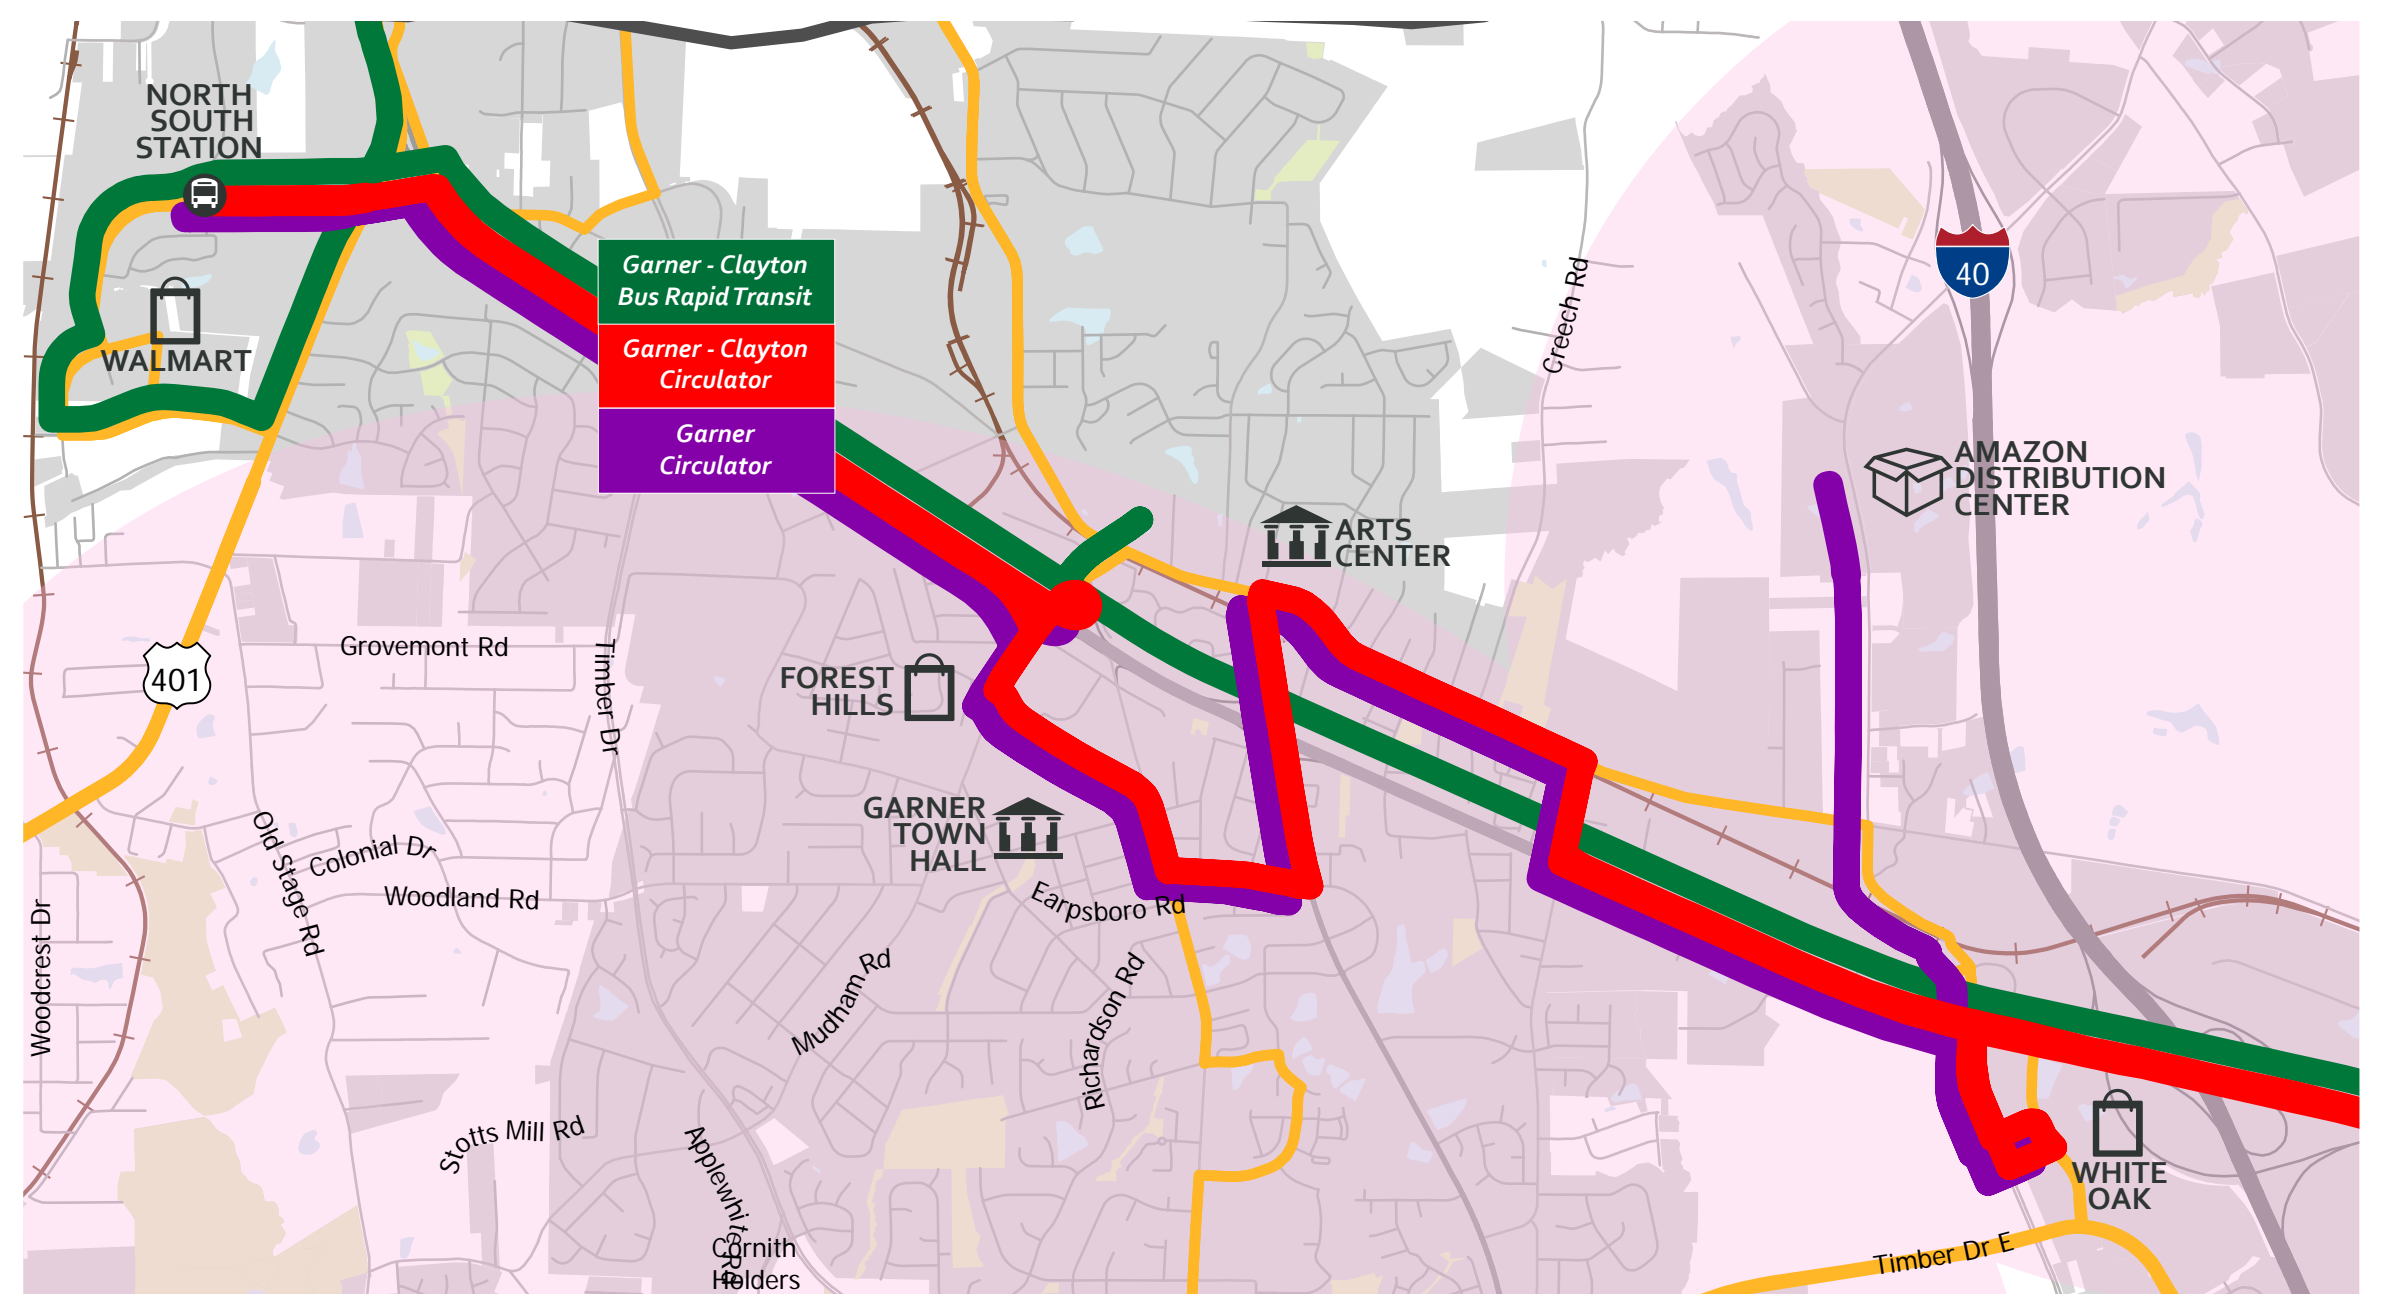 NORTH
SOUTH
STATION
WALMART
Garner - Clayton
Bus Rapid Transit
Garner - Clayton
Circulator
Garner
Circulator
Creech Rd
40
AMAZON
DISTRIBUTION
CENTER
ARTS
CENTER
Grovemont Rd
401
Timber Dr
FOREST
HILLS
GARNER
TOWN
HALL
Old Stage Rd
Colonial Dr
Woodland Rd
Earpsboro Rd
Woodcrest Dr
Mudham Rd
Richardson Rd
Stotts Mill Rd
Applewhite Rd
Cornith
Holders
WHITE
OAK
Timber Dr E